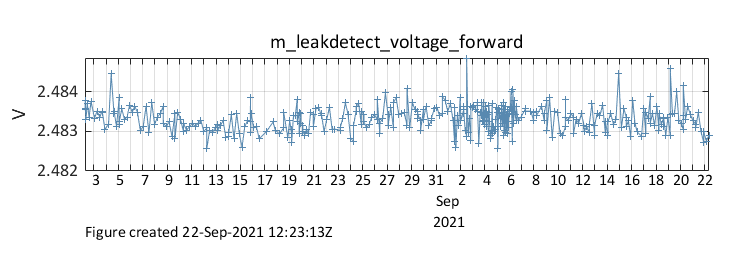 m_leakdetect_voltage_forward
2.484
2.483
2.482
V
3 5 7 9 11 13 15 17 19 21 23 25 27 29 31 2 4 6 8 10 12 14 16 18 20 22
Sep
2021
Figure created 22-Sep-2021 12:23:13Z